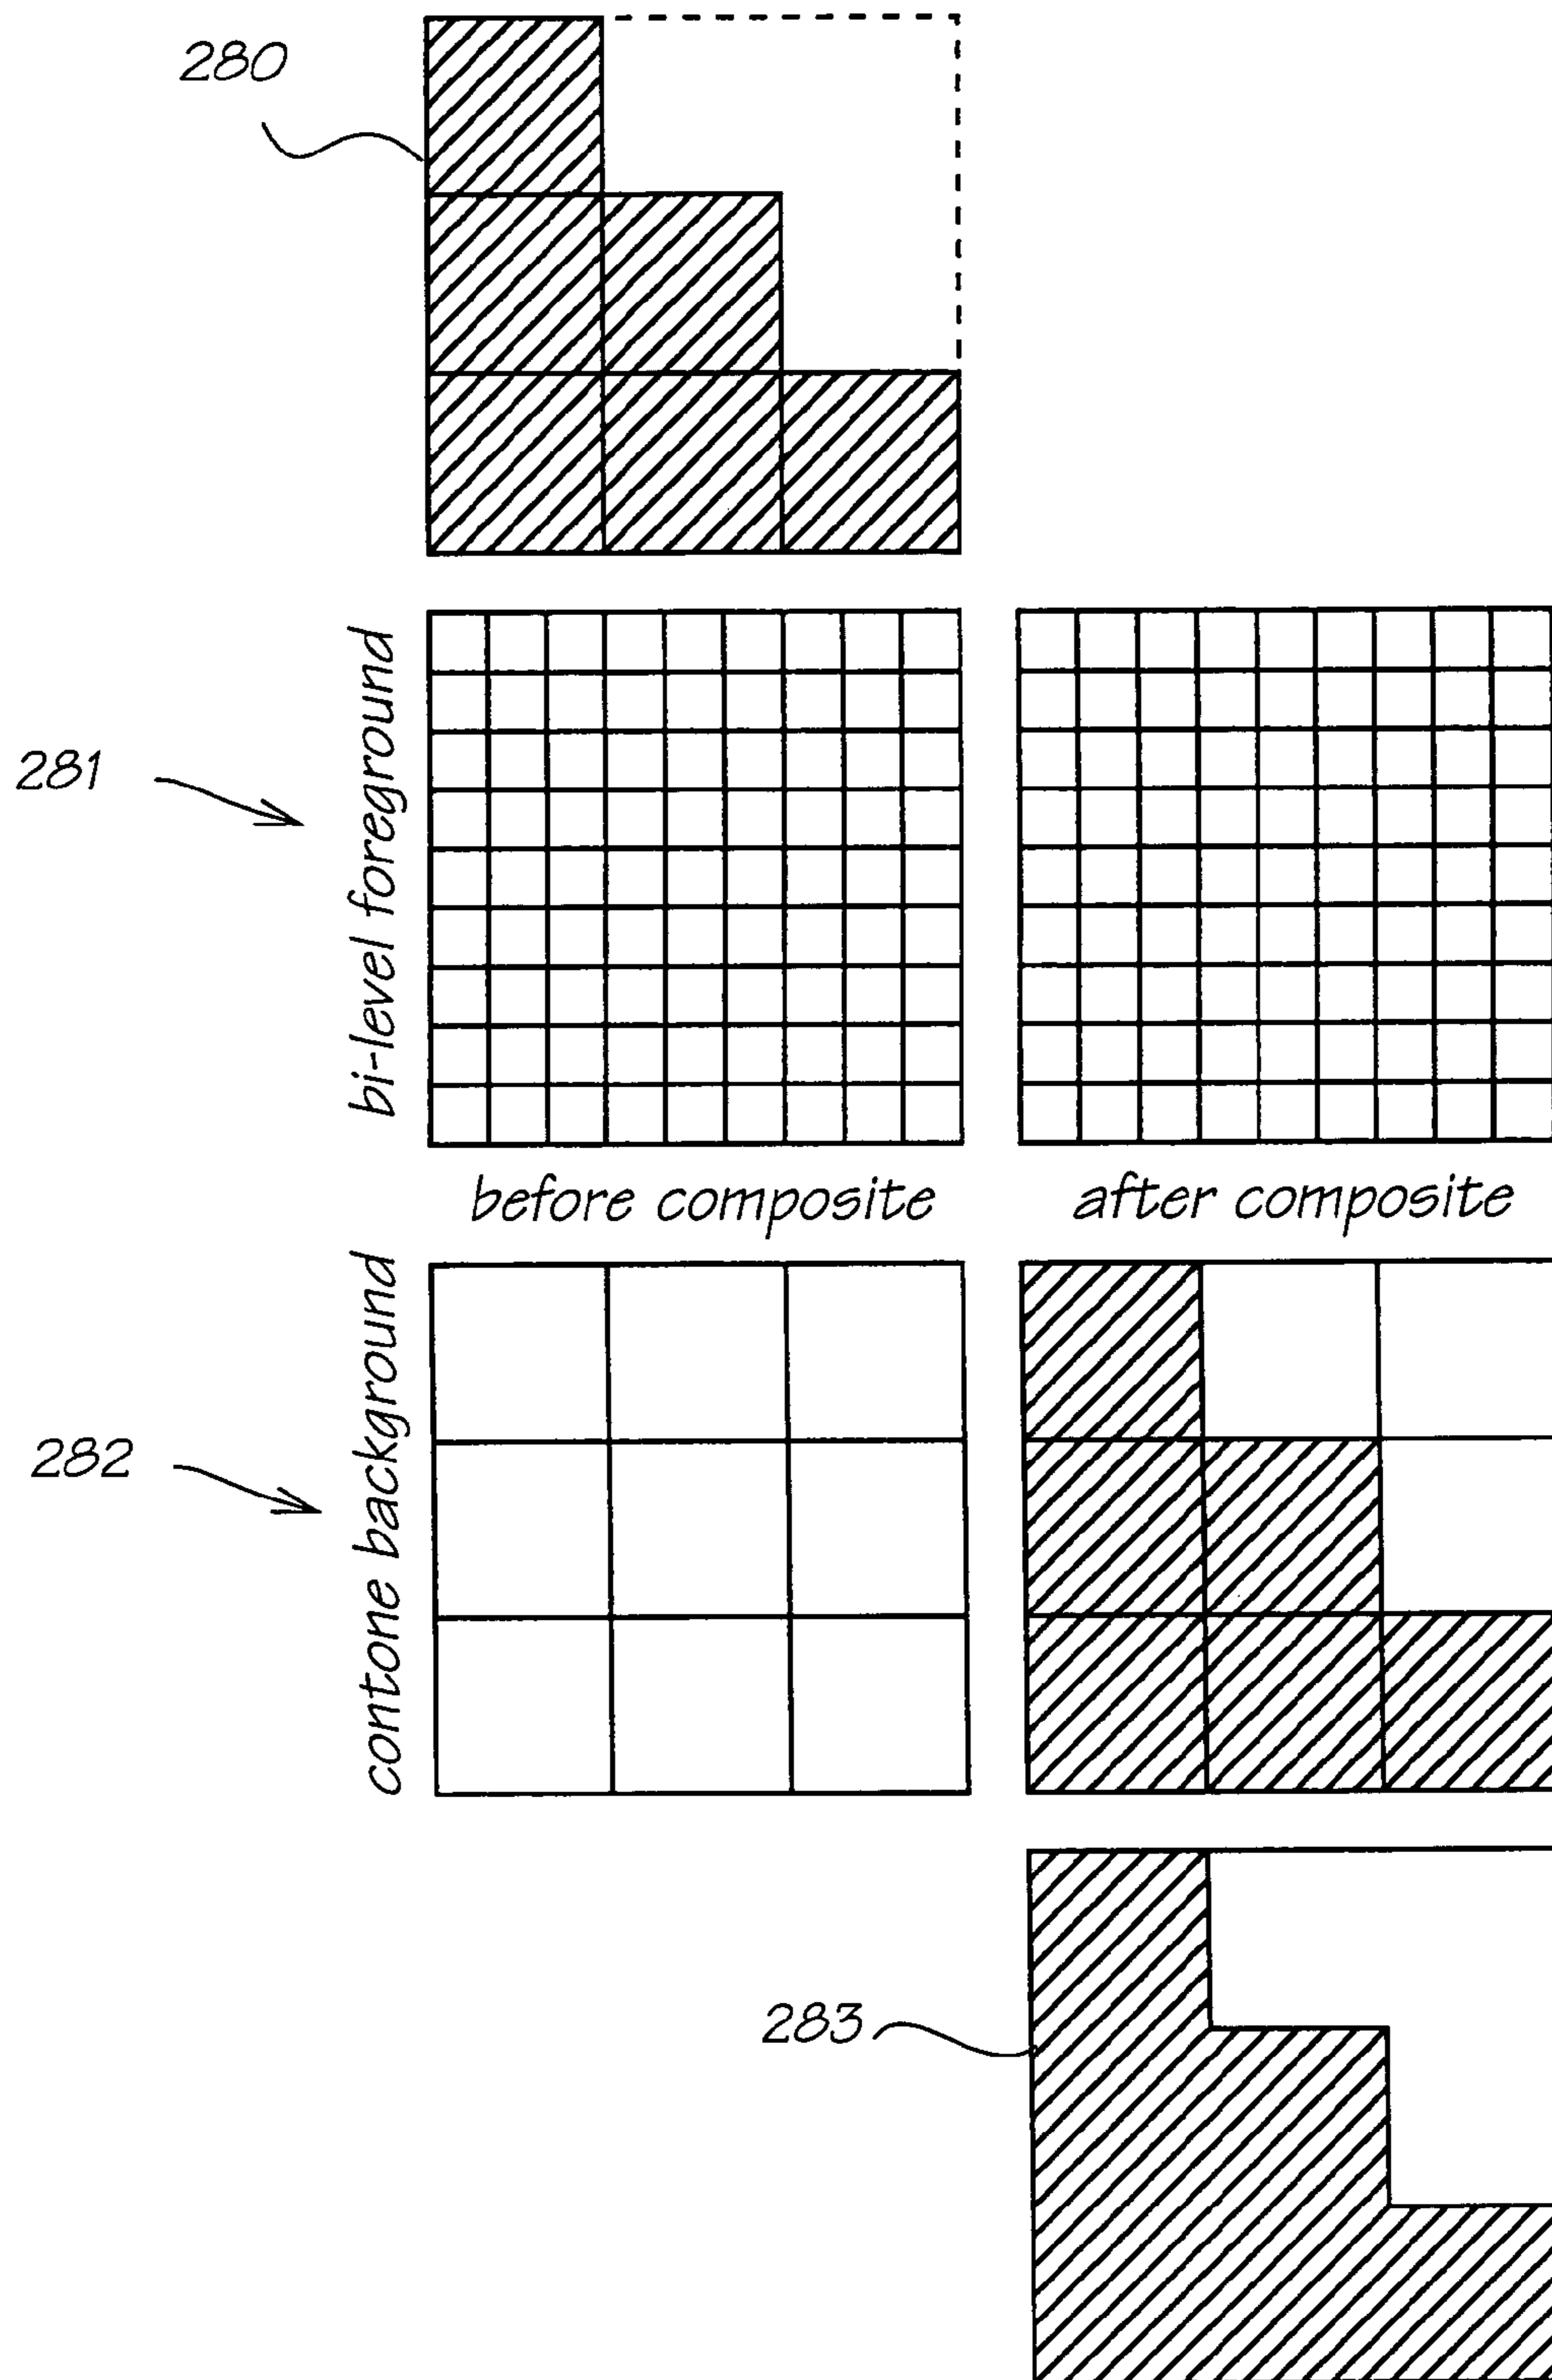 280
281
bi-level foreground
before composite
after composite
282
contone background
283